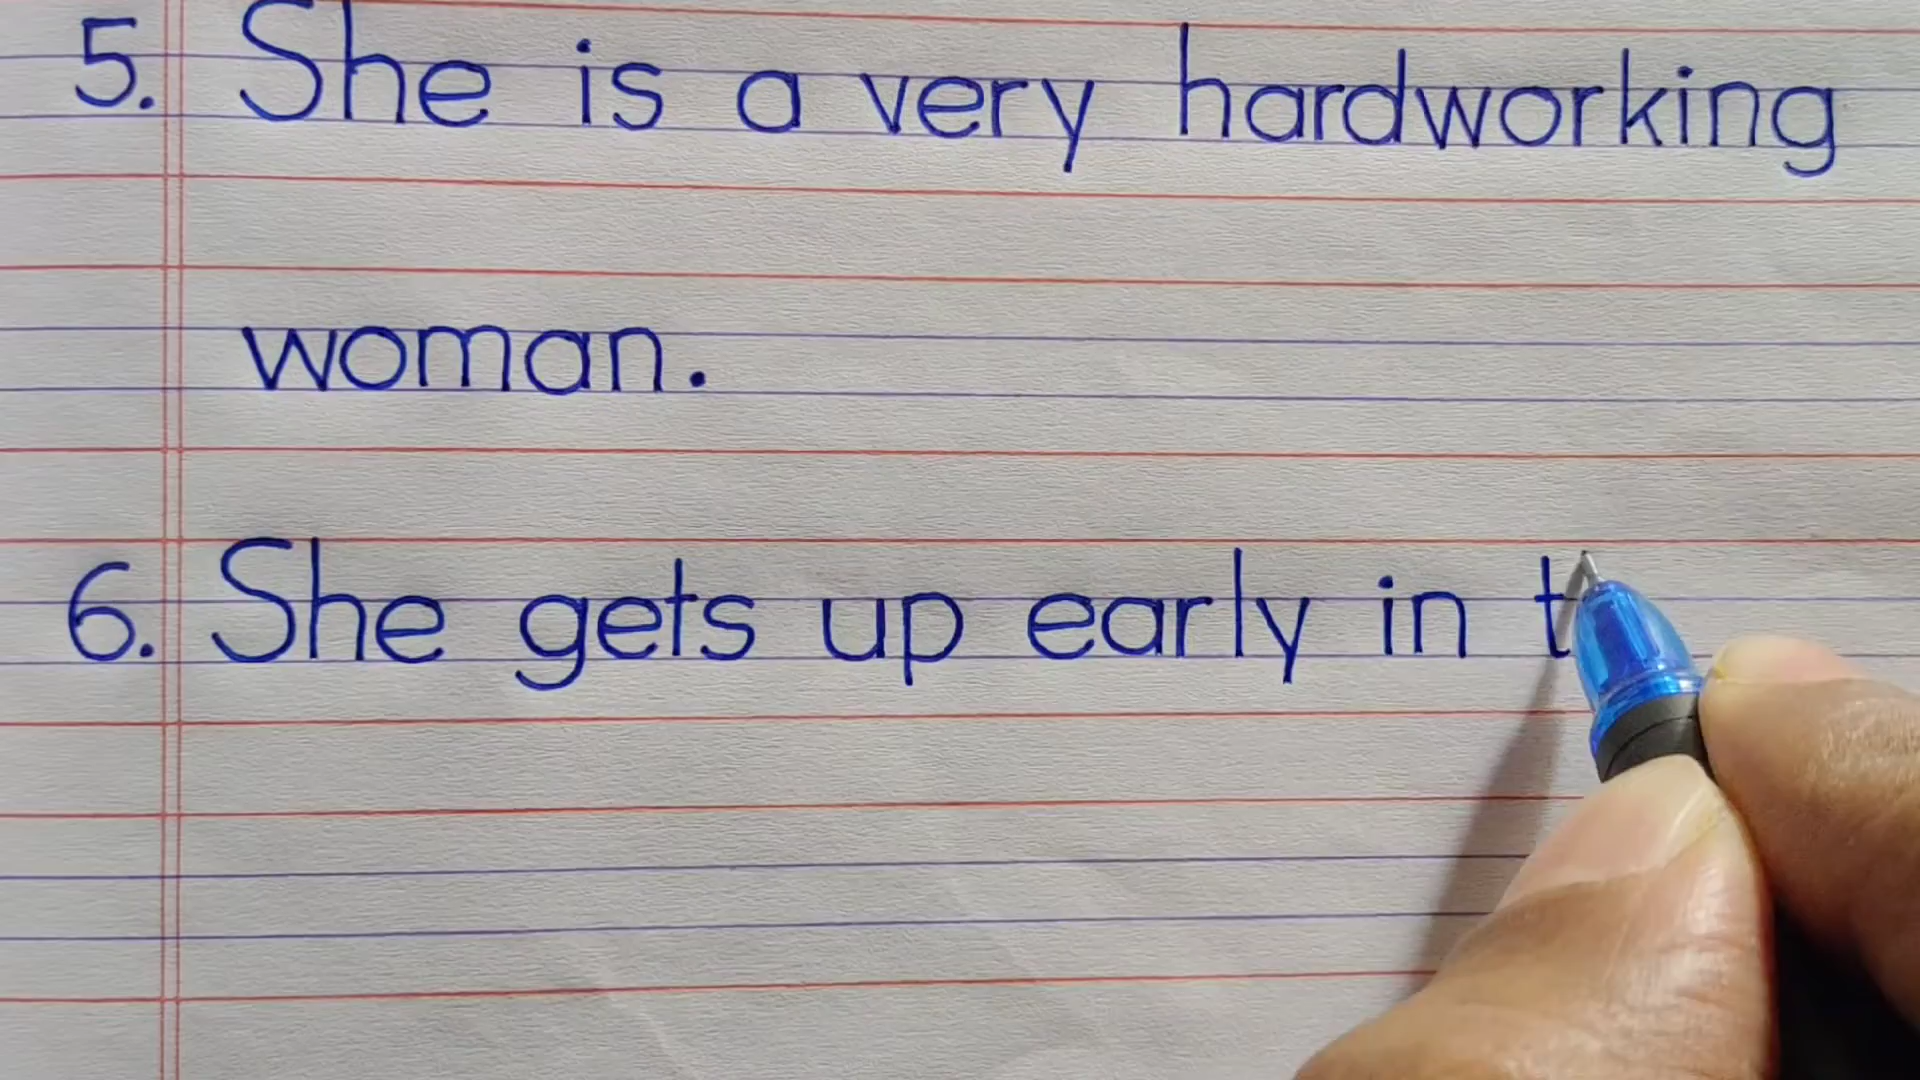 5. She is a very hardworking
woman.
6. She gets up early in t